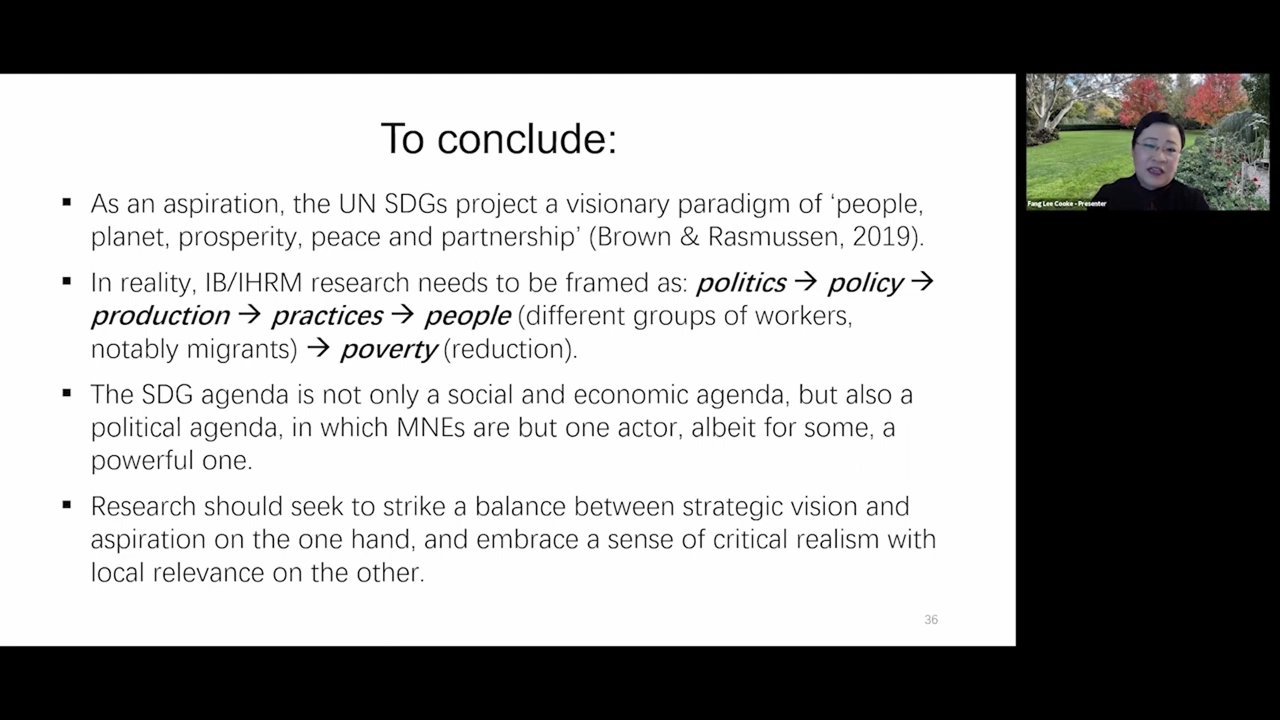 To conclude:
▪ As an aspiration, the UN SDGs project a visionary paradigm of ‘people,
planet, prosperity, peace and partnership’ (Brown & Rasmussen, 2019).
▪ In reality, IB/IHRM research needs to be framed as: politics → policy →
production → practices → people (different groups of workers,
notably migrants) → poverty (reduction).
▪ The SDG agenda is not only a social and economic agenda, but also a
political agenda, in which MNEs are but one actor, albeit for some, a
powerful one.
▪ Research should seek to strike a balance between strategic vision and
aspiration on the one hand, and embrace a sense of critical realism with
local relevance on the other.
36
Fang Lee Cooke - Presenter